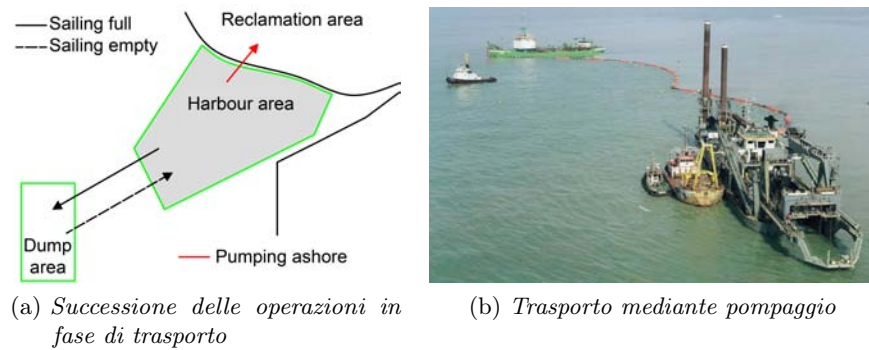 Sailing full
Sailing empty
Reclamation area
Harbour area
Dump
area
Pumping ashore
(a) Successione delle operazioni in
fase di trasporto
(b) Trasporto mediante pompaggio